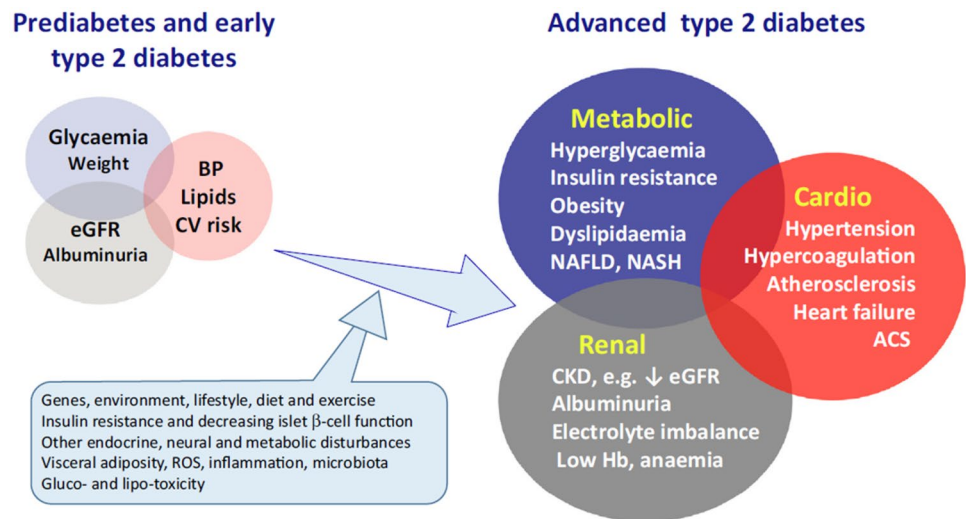 Prediabetes and early
type 2 diabetes
Glycaemia
Weight
BP
Lipids
CV risk
eGFR
Albuminuria
Genes, environment, lifestyle, diet and exercise
Insulin resistance and decreasing islet β-cell function
Other endocrine, neural and metabolic disturbances
Visceral adiposity, ROS, inflammation, microbiota
Gluco- and lipo-toxicity
Advanced type 2 diabetes
Metabolic
Hyperglycaemia
Insulin resistance
Obesity
Dyslipidaemia
NAFLD, NASH
Cardio
Hypertension
Hypercoagulation
Atherosclerosis
Heart failure
ACS
Renal
CKD, e.g. ↓ eGFR
Albuminuria
Electrolyte imbalance
Low Hb, anaemia